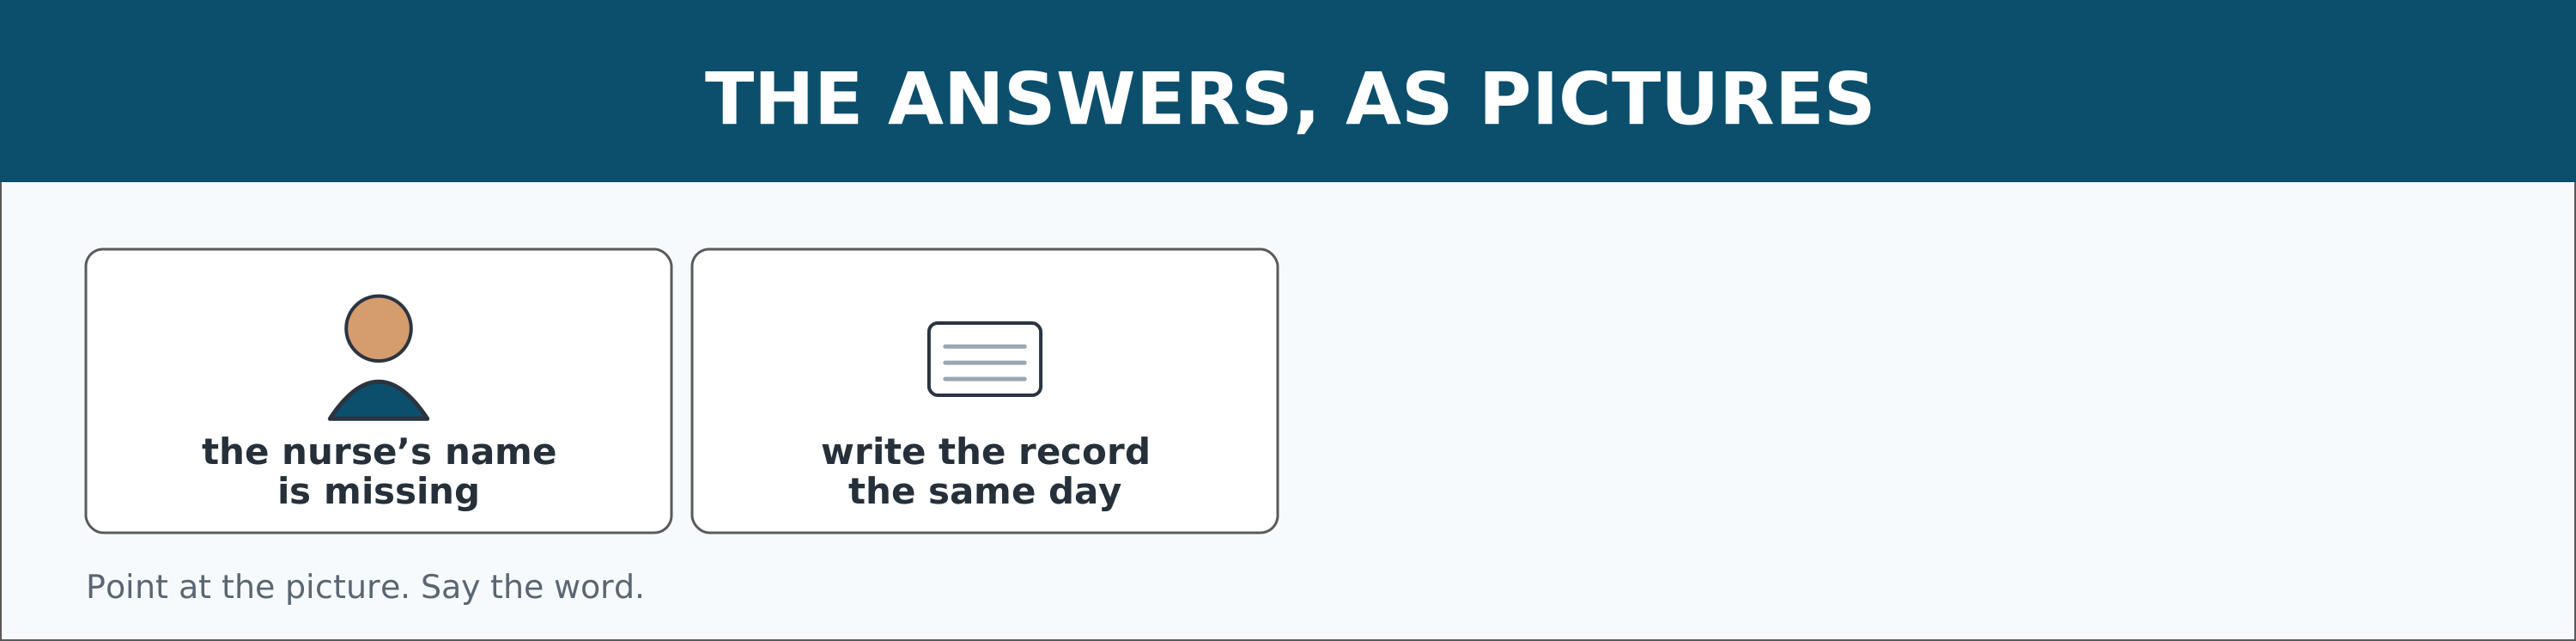 THE ANSWERS, AS PICTURES
the nurse’s name
is missing
write the record
the same day
Point at the picture. Say the word.